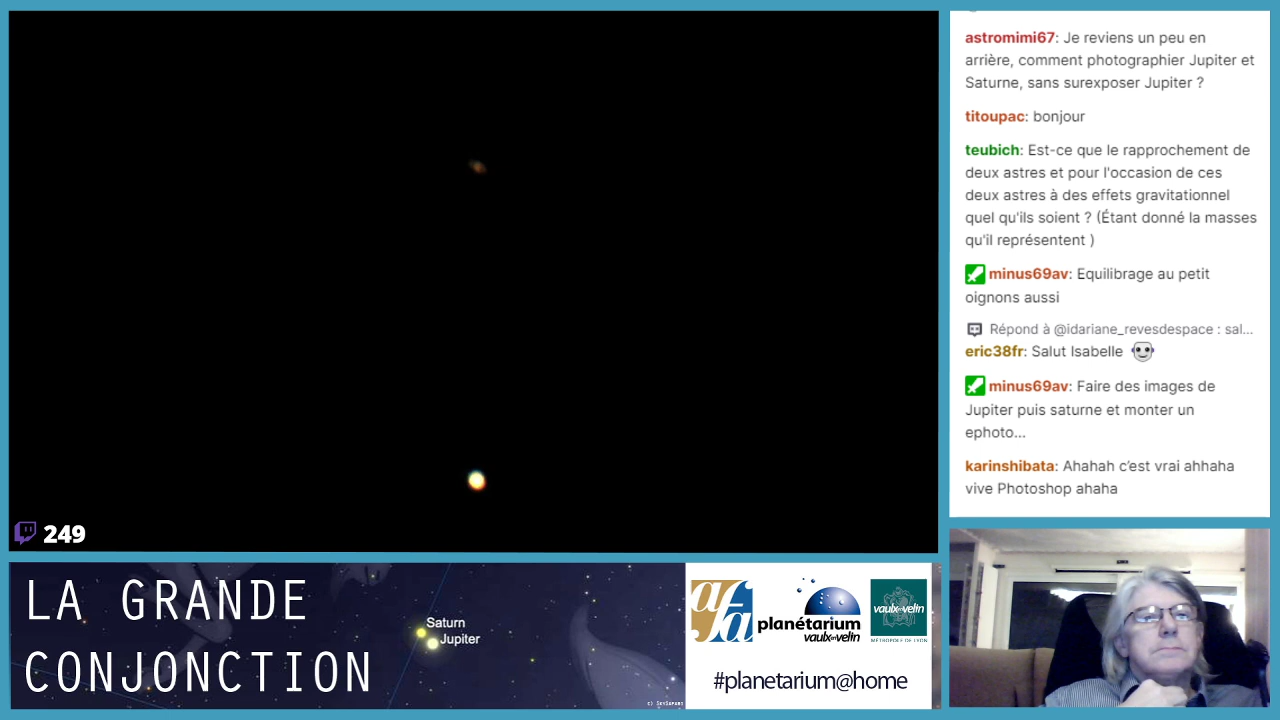 astromimi67: Je reviens un peu en
arrière, comment photographier Jupiter et
Saturne, sans surexposer Jupiter ?
titoupac: bonjour
teubich: Est-ce que le rapprochement de
deux astres et pour l'occasion de ces
deux astres à des effets gravitationnel
quel qu'ils soient ? (Étant donné la masses
qu'il représentent )
minus69av: Equilibrage au petit
oignons aussi
Répond à @idariane_revesdespace : sal...
eric38fr: Salut Isabelle
minus69av: Faire des images de
Jupiter puis saturne et monter un
ephoto...
karinshibata: Ahahah c'est vrai ahhaha
vive Photoshop ahaha
249
LA GRANDE
CONJONCTION
Saturn
Jupiter
afa
planétarium
vaulx en velin
vaulx en velin
MÉTROPOLE DE LYON
#planetarium@home